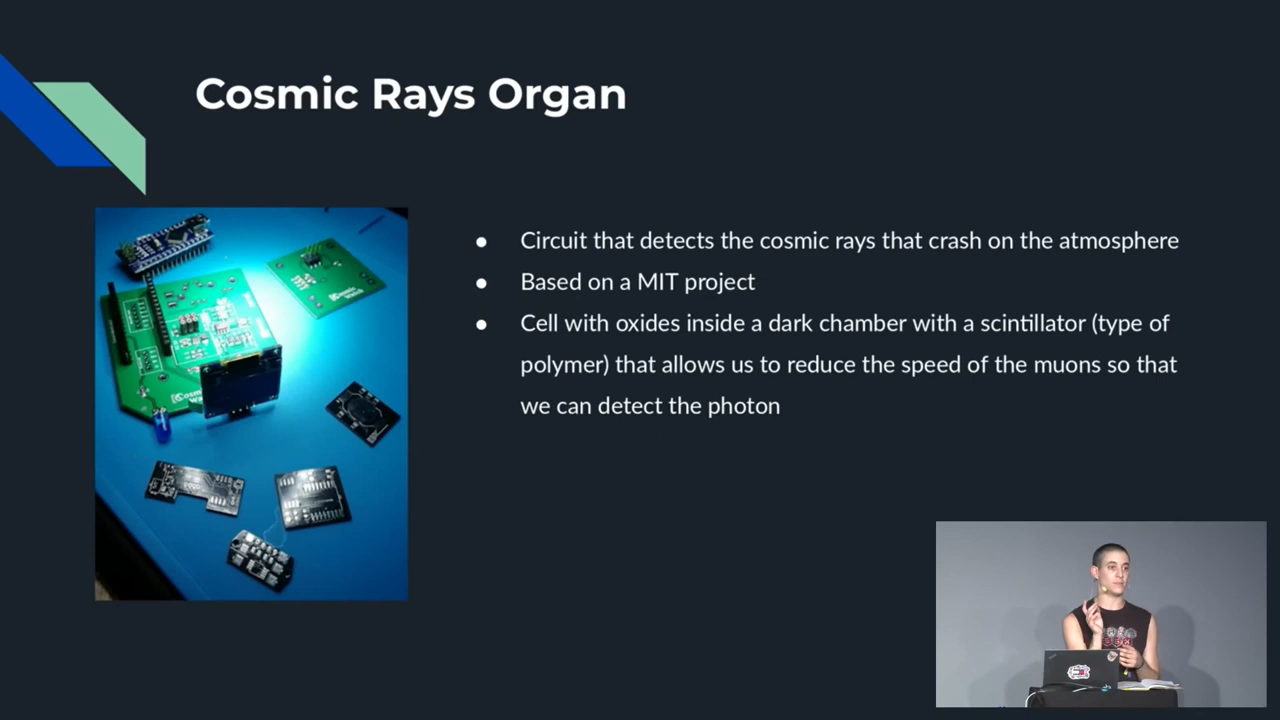 Cosmic Rays Organ
● Circuit that detects the cosmic rays that crash on the atmosphere
● Based on a MIT project
● Cell with oxides inside a dark chamber with a scintillator (type of
polymer) that allows us to reduce the speed of the muons so that
we can detect the photon